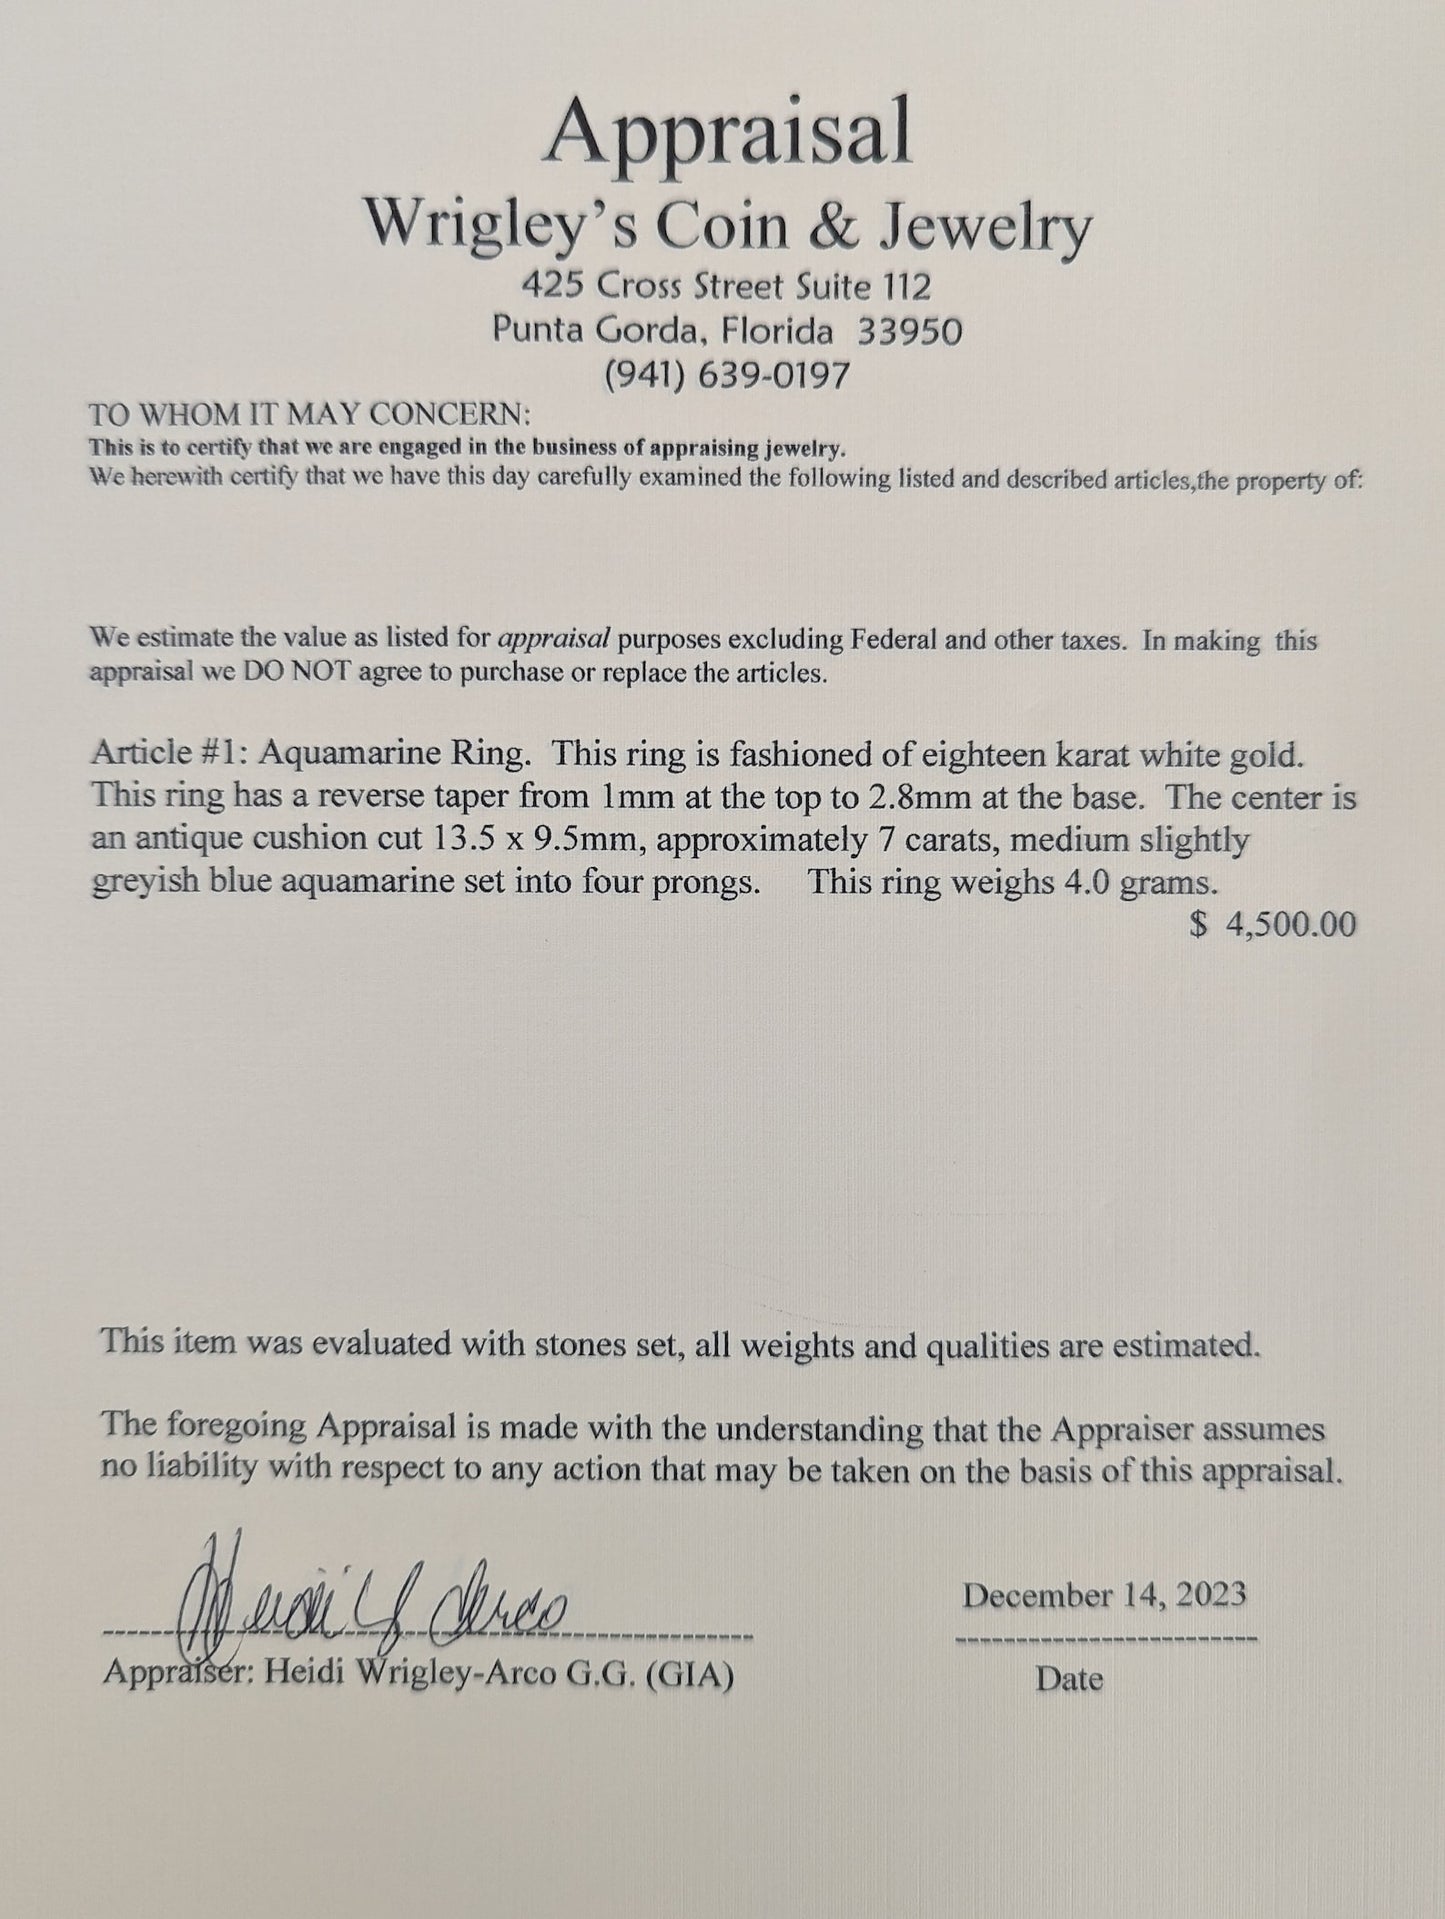 Appraisal
Wrigley's Coin & Jewelry
425 Cross Street Suite 112
Punta Gorda, Florida  33950
(941) 639-0197
TO WHOM IT MAY CONCERN:
This is to certify that we are engaged in the business of appraising jewelry.
We herewith certify that we have this day carefully examined the following listed and described articles,the property of:
We estimate the value as listed for appraisal purposes excluding Federal and other taxes.  In making  this
appraisal we DO NOT agree to purchase or replace the articles.
Article #1: Aquamarine Ring.  This ring is fashioned of eighteen karat white gold.
This ring has a reverse taper from 1mm at the top to 2.8mm at the base.  The center is
an antique cushion cut 13.5 x 9.5mm, approximately 7 carats, medium slightly
greyish blue aquamarine set into four prongs.     This ring weighs 4.0 grams.
$  4,500.00
This item was evaluated with stones set, all weights and qualities are estimated.
The foregoing Appraisal is made with the understanding that the Appraiser assumes
no liability with respect to any action that may be taken on the basis of this appraisal.
December 14, 2023
Appraiser: Heidi Wrigley-Arco G.G. (GIA)
Date